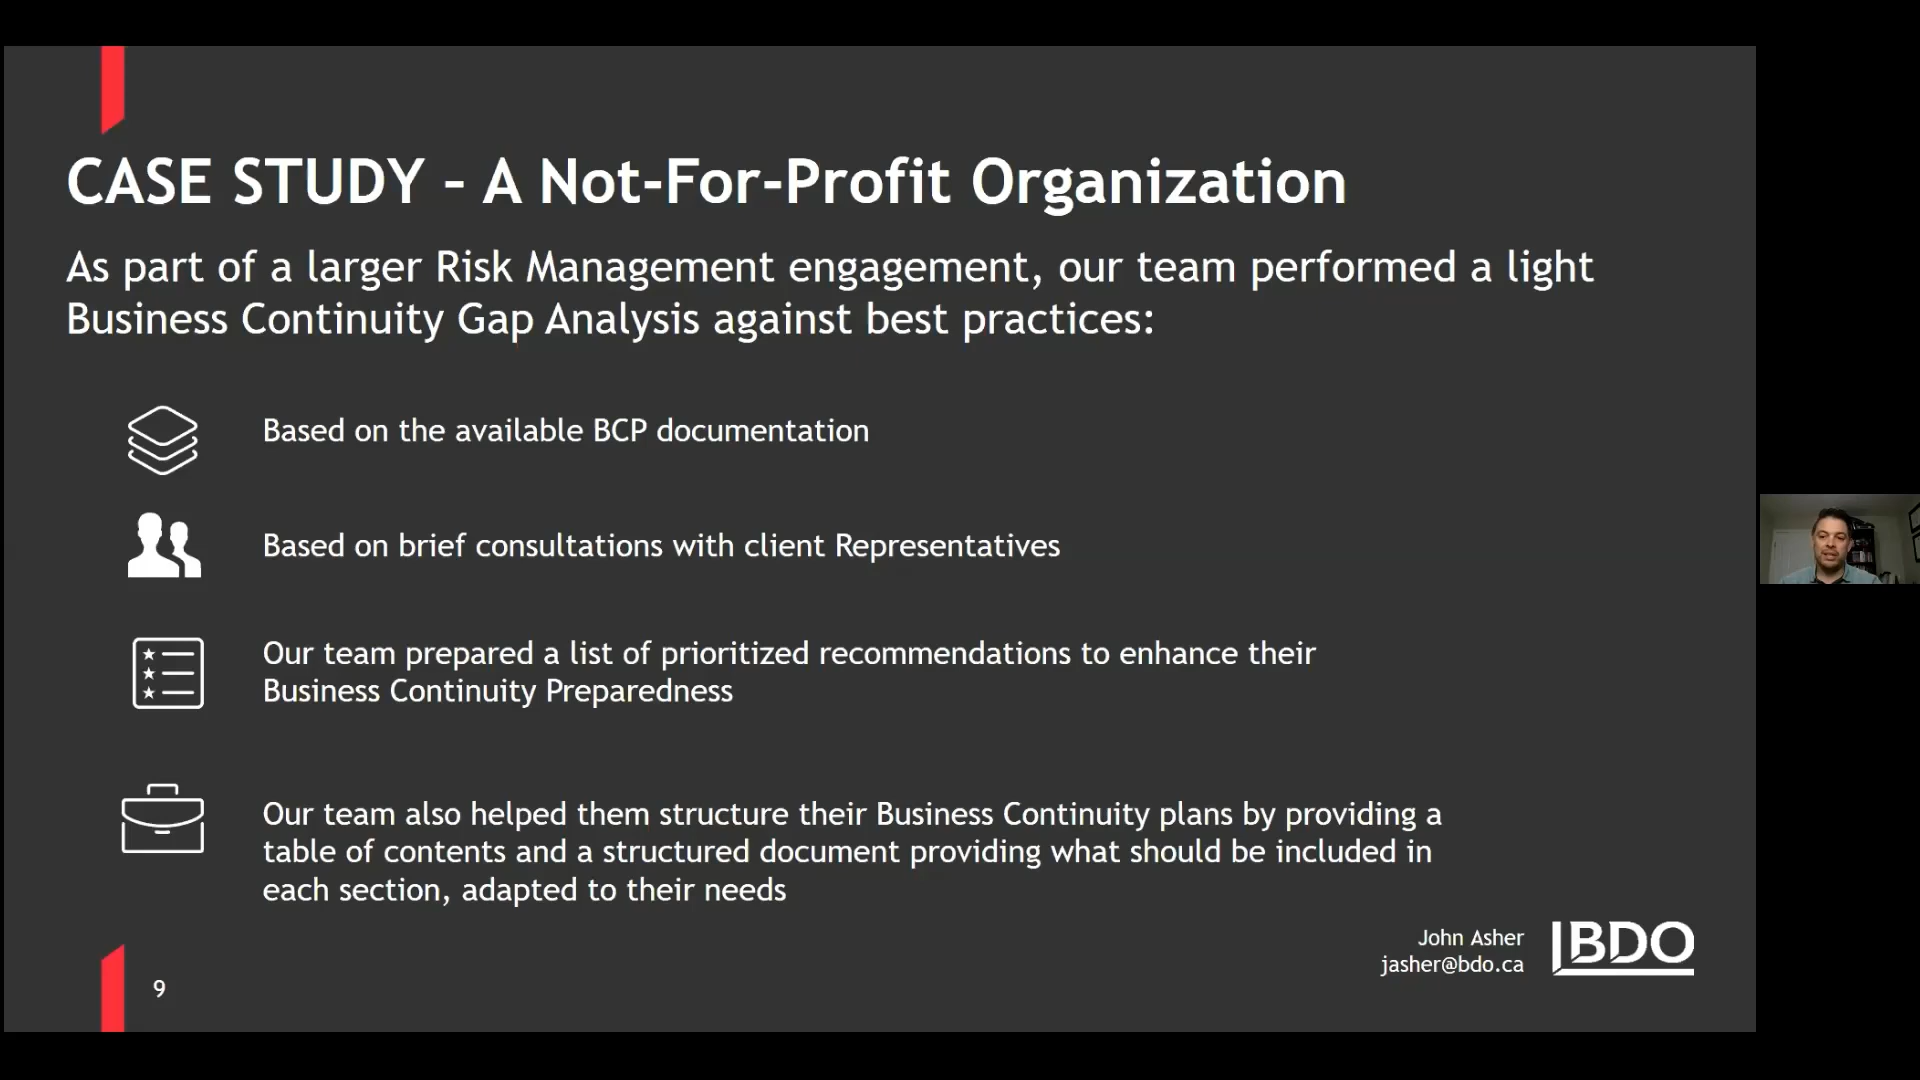 CASE STUDY – A Not-For-Profit Organization
As part of a larger Risk Management engagement, our team performed a light
Business Continuity Gap Analysis against best practices:
Based on the available BCP documentation
Based on brief consultations with client Representatives
Our team prepared a list of prioritized recommendations to enhance their
Business Continuity Preparedness
Our team also helped them structure their Business Continuity plans by providing a
table of contents and a structured document providing what should be included in
each section, adapted to their needs
John Asher
jasher@bdo.ca
BDO
9